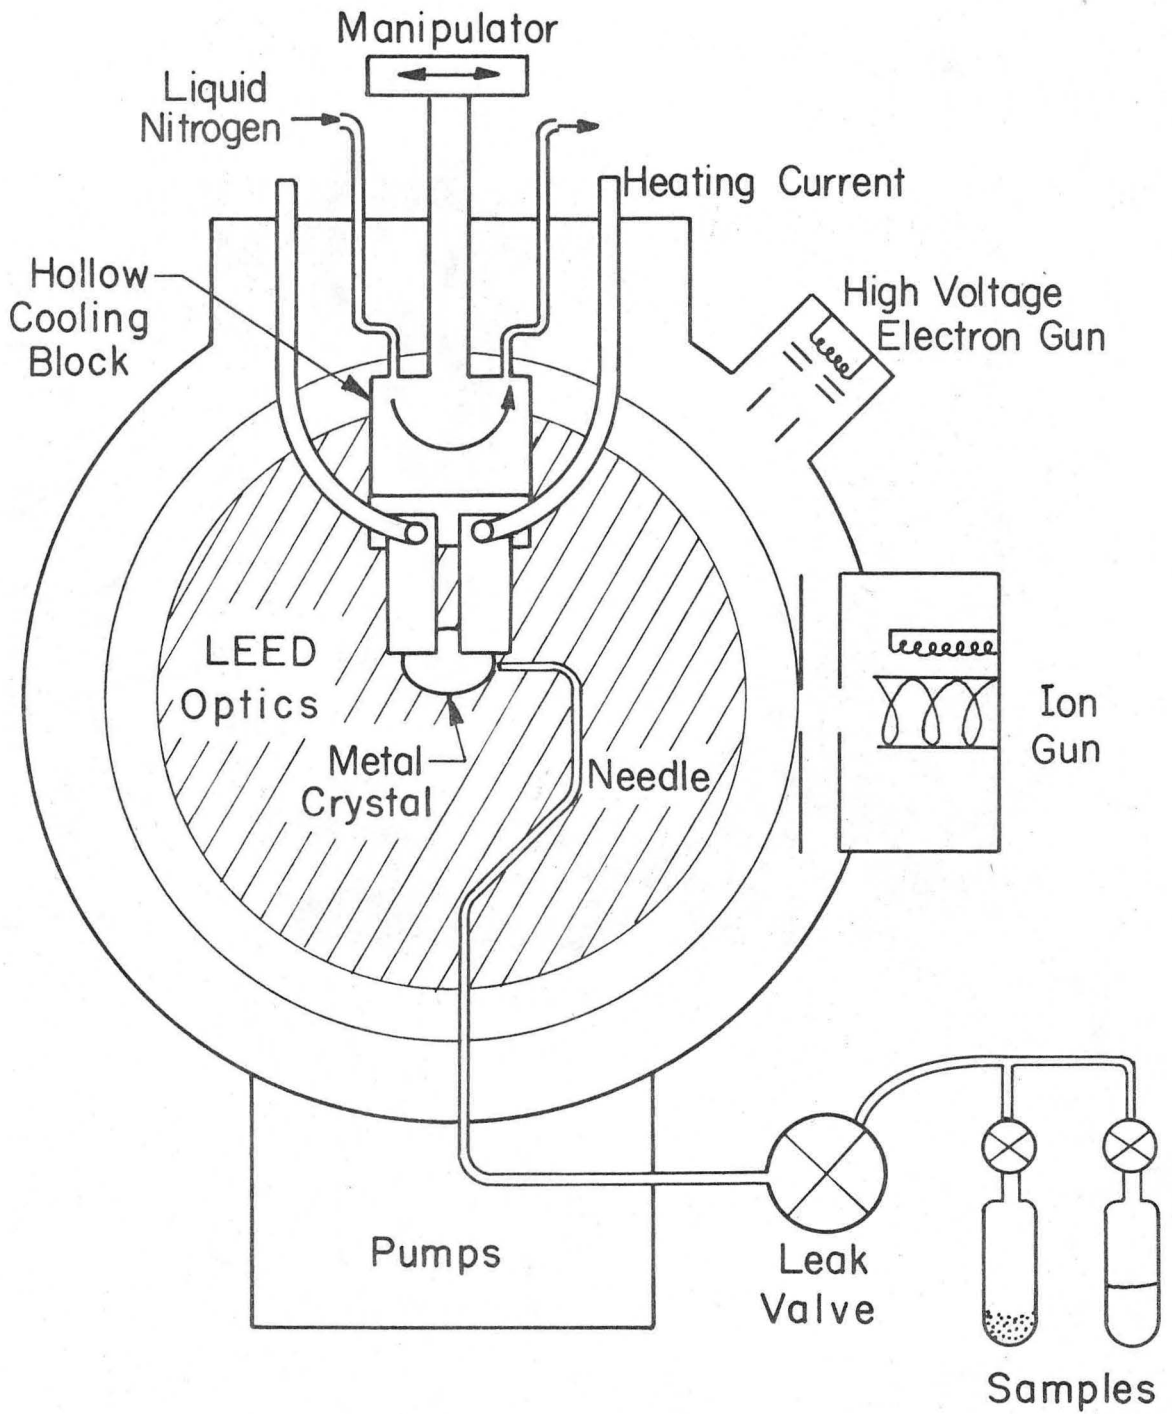 Manipulator
Liquid
Nitrogen
Heating Current
Hollow
Cooling
Block
High Voltage
Electron Gun
LEED
Optics
Metal
Crystal
Needle
Ion
Gun
Pumps
Leak
Valve
Samples